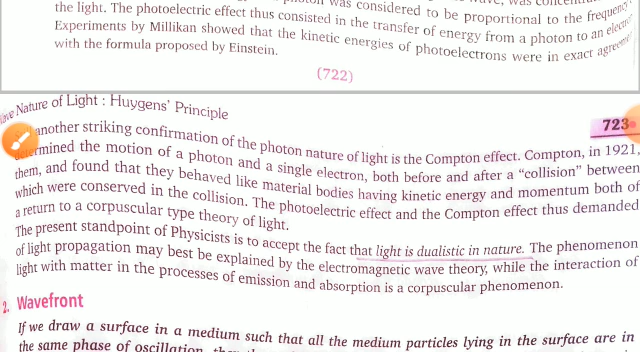 was considered to be proportional to the frequency
the light. The photoelectric effect thus consisted in the transfer of energy from a photon to an
Experiments by Millikan showed that the kinetic energies of photoelectrons were in exact
with the formula proposed by Einstein.
(722)
Nature of Light : Huygens' Principle
723
another striking confirmation of the photon nature of light is the Compton effect. Compton, in 1921,
determined the motion of a photon and a single electron, both before and after a “collision” between
them, and found that they behaved like material bodies having kinetic energy and momentum both of
which were conserved in the collision. The photoelectric effect and the Compton effect thus demanded
a return to a corpuscular type theory of light.
The present standpoint of Physicists is to accept the fact that light is dualistic in nature. The phenomenon
of light propagation may best be explained by the electromagnetic wave theory, while the interaction of
light with matter in the processes of emission and absorption is a corpuscular phenomenon.
2. Wavefront
If we draw a surface in a medium such that all the medium particles lying in the surface are in
the same phase of oscillation,